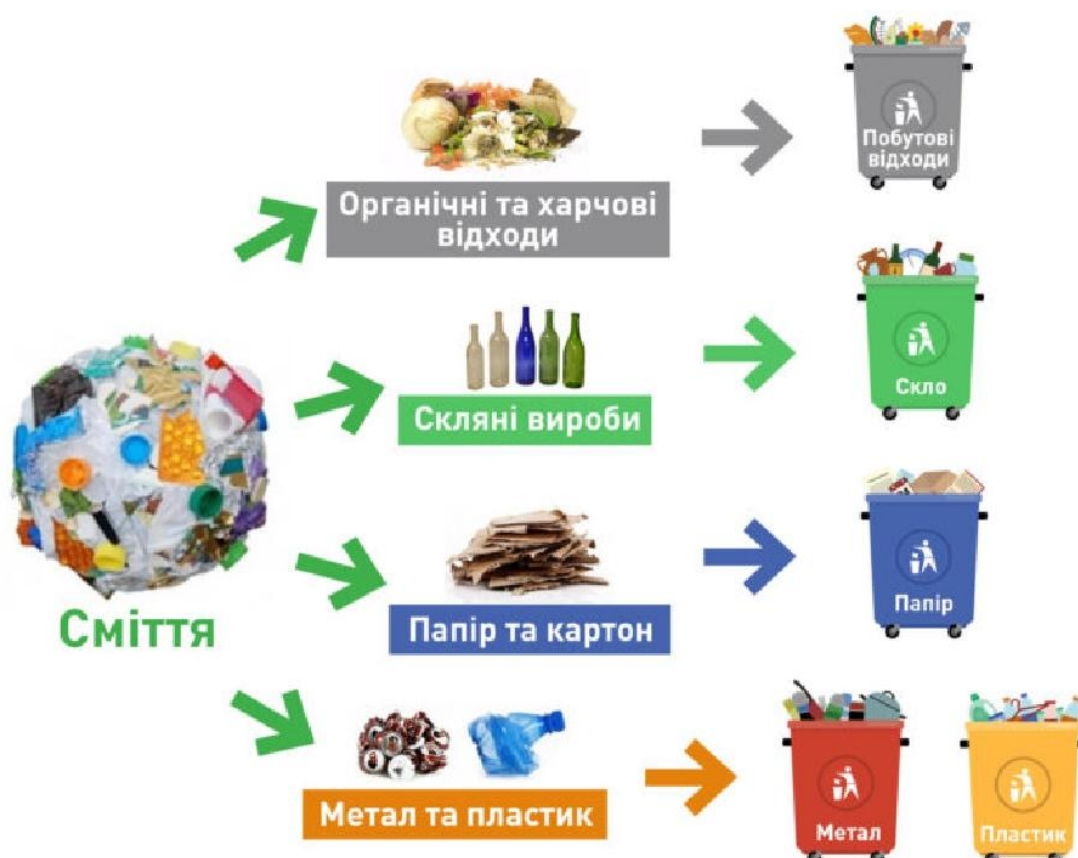 Побутові
відходи
Органічні та харчові
відходи
Скло
Скляні вироби
Сміття
Папір
Папір та картон
Метал та пластик
Метал
Пластик